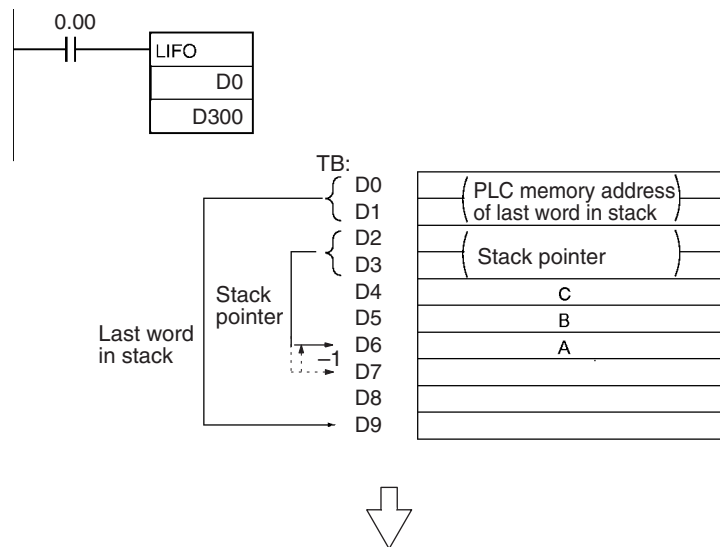 0.00
LIFO
D0
D300
TB:
D0
D1
D2
D3
D4
D5
D6
D7
D8
D9
PLC memory address
of last word in stack
Stack pointer
C
B
A
Stack
pointer
Last word
in stack
–1